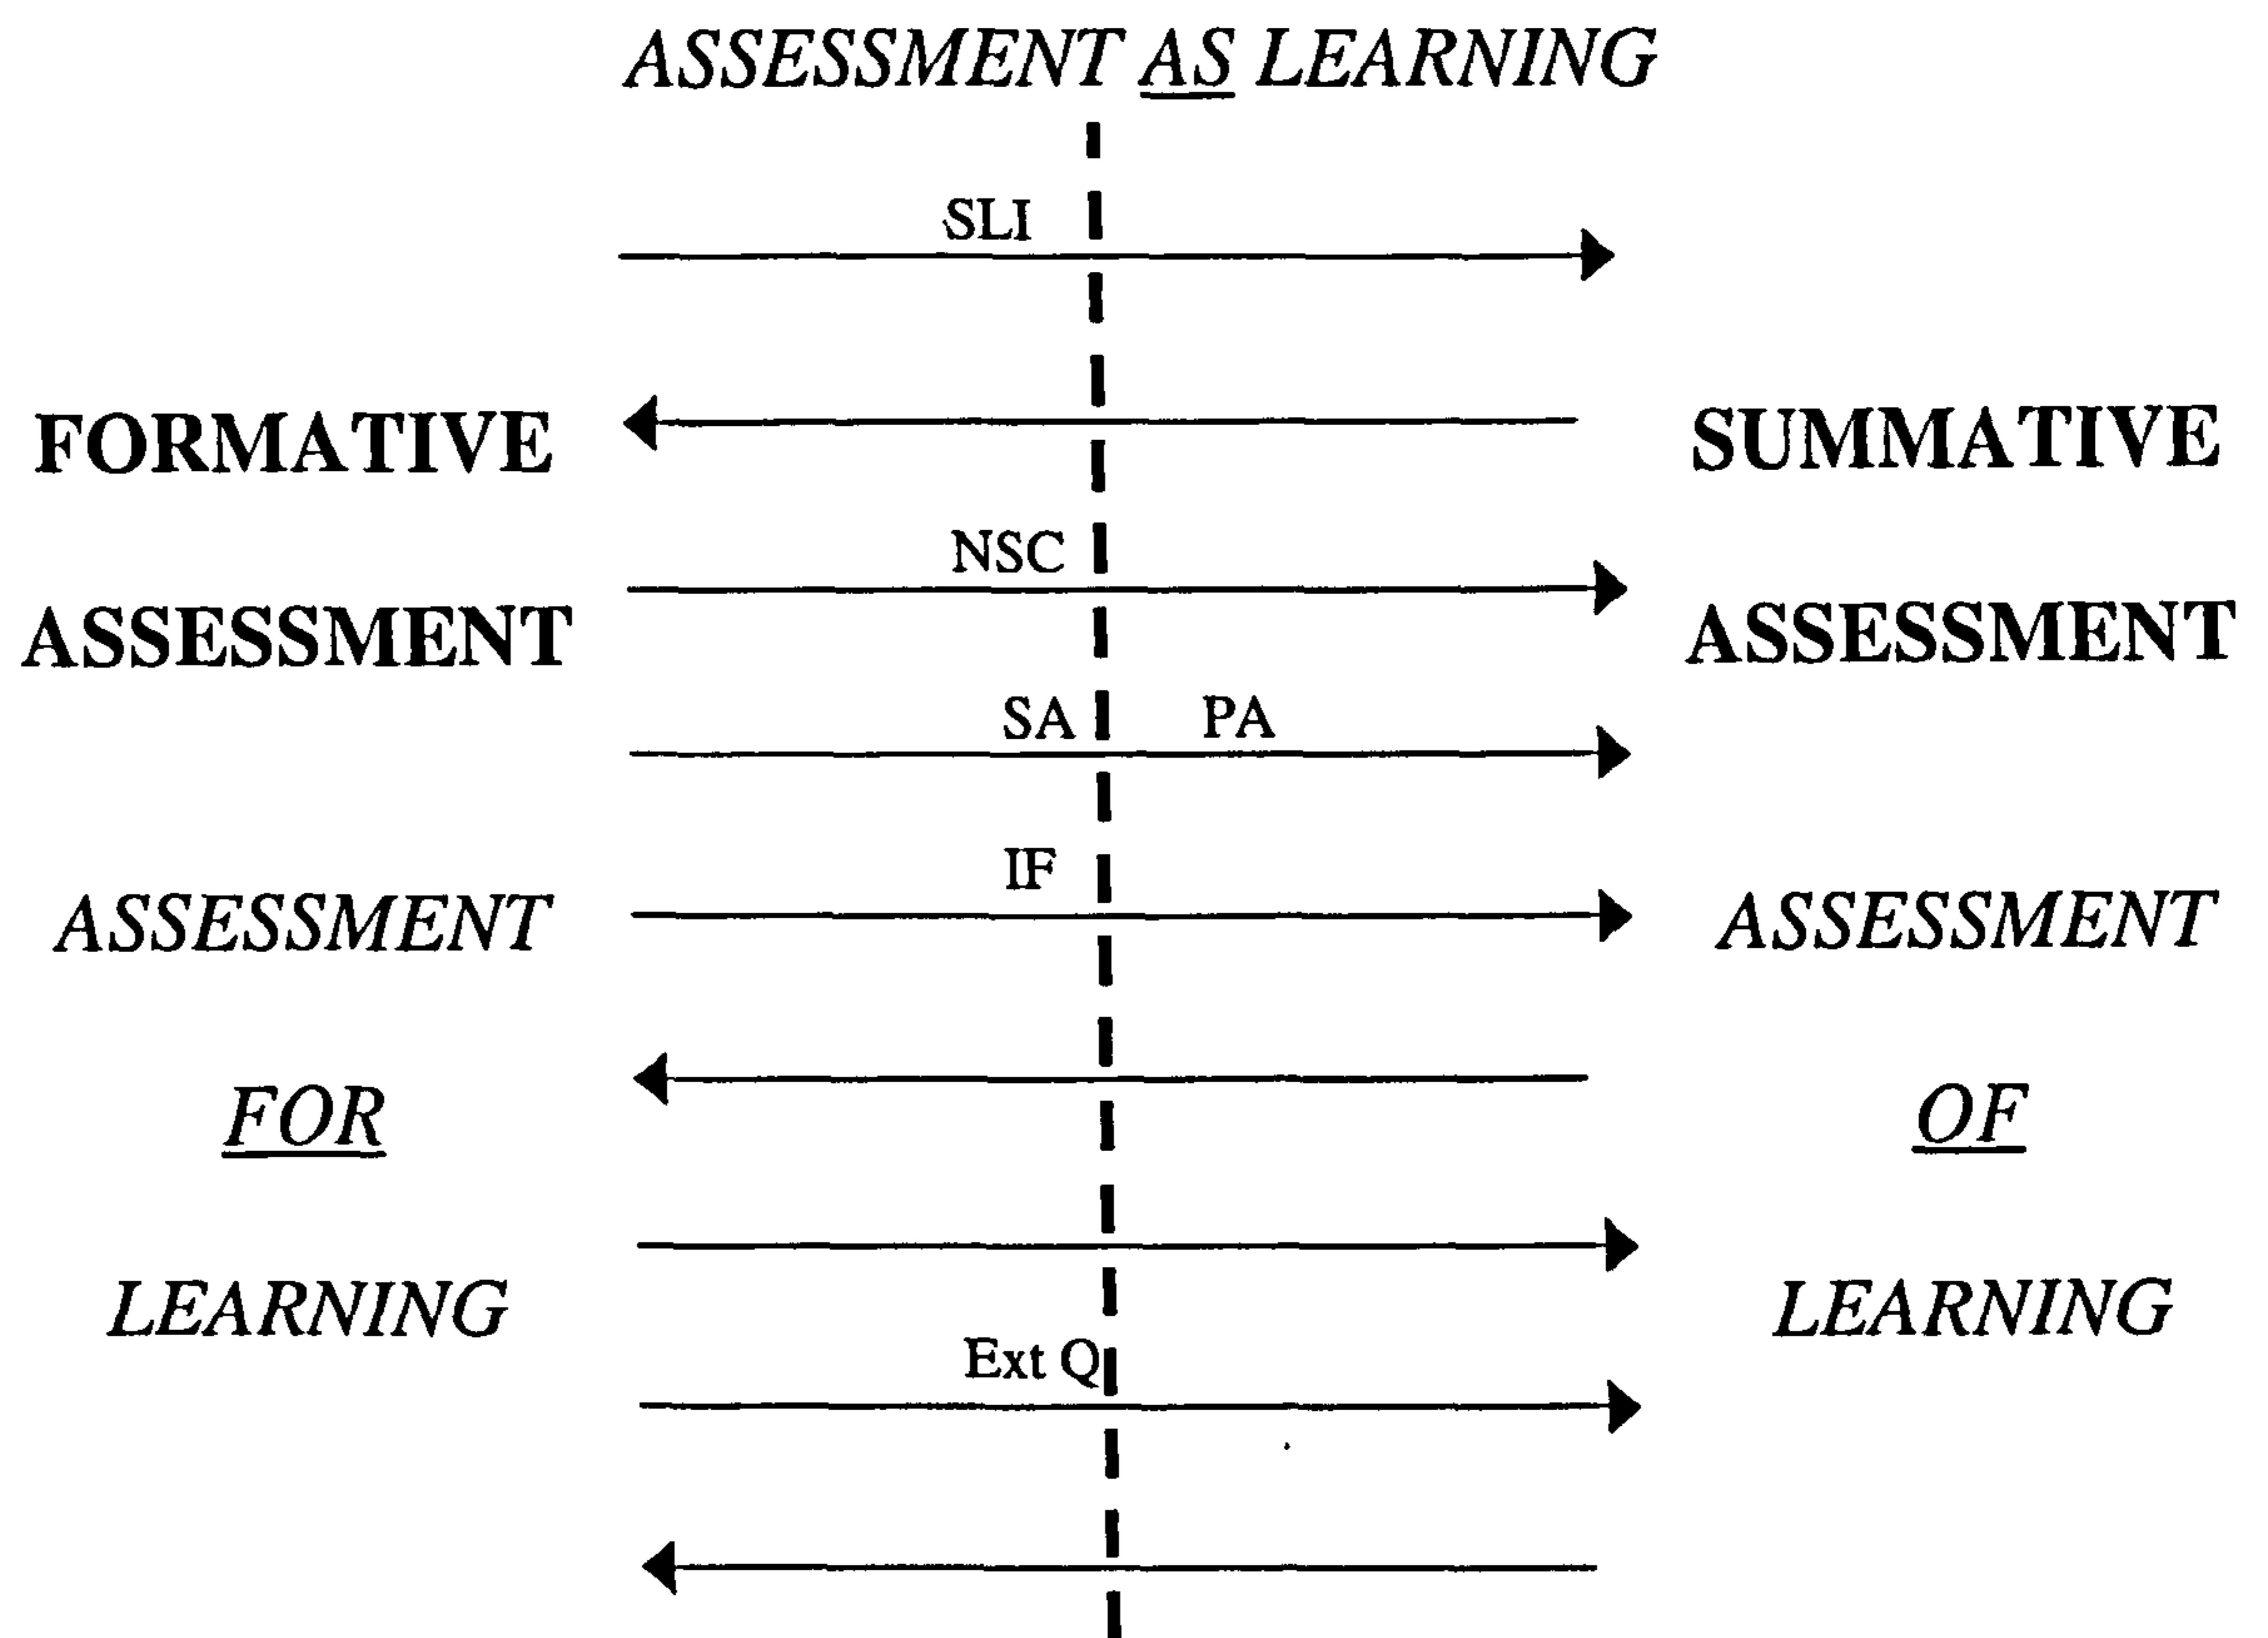 ASSESSMENT AS LEARNING
SLI
FORMATIVE
SUMMATIVE
NSC
ASSESSMENT
ASSESSMENT
SA
PA
IF
ASSESSMENT
ASSESSMENT
FOR
OF
LEARNING
LEARNING
Ext Q